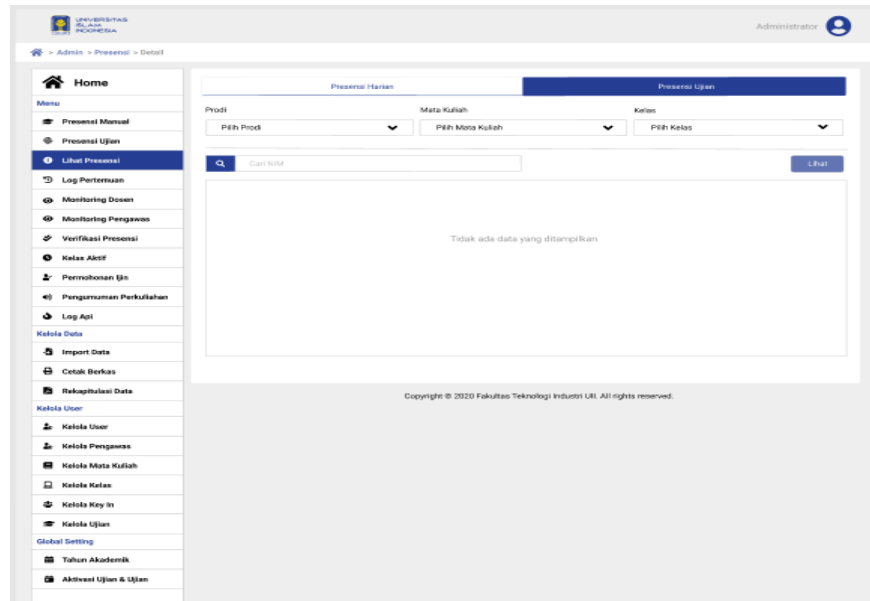 UNIVERSITAS
ISLAM
INDONESIA
Administrator
> Admin > Presensi > Detail
Home
Menu
Presensi Manual
Presensi Ujian
Lihat Presensi
Log Pertemuan
Monitoring Dosen
Monitoring Pengawas
Verifikasi Presensi
Kelas Aktif
Permohonan Ijin
Pengumuman Perkuliahan
Log Api
Kelola Data
Import Data
Cetak Berkas
Rekapitulasi Data
Kelola User
Kelola User
Kelola Pengawas
Kelola Mata Kuliah
Kelola Kelas
Kelola Key In
Kelola Ujian
Global Setting
Tahun Akademik
Aktivasi Ujian & Ujian
Presensi Harian
Presensi Ujian
Prodi
Mata Kuliah
Kelas
Pilih Prodi
Pilih Mata Kuliah
Pilih Kelas
Cari NIM
Lihat
Tidak ada data yang ditampilkan
Copyright © 2020 Fakultas Teknologi Industri UII. All rights reserved.